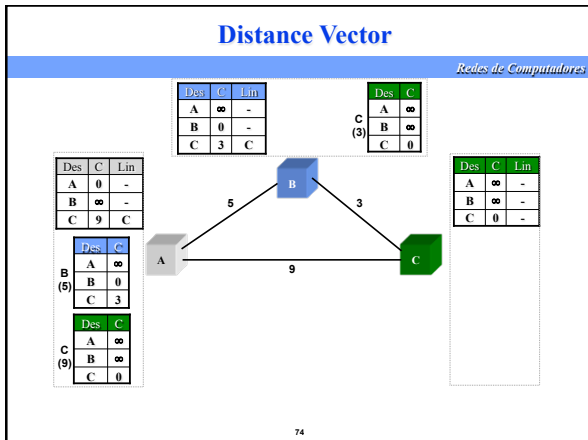 Distance Vector
Redes de Computadores
Des C Lin
A ∞ -
B 0 -
C 3 C
C
(3)
Des C
A ∞
B ∞
C 0
Des C Lin
A 0 -
B ∞ -
C 9 C
B
(5)
Des C
A ∞
B 0
C 3
C
(9)
Des C
A ∞
B ∞
C 0
B
5
3
A
C
9
Des C Lin
A ∞ -
B ∞ -
C 0 -
74